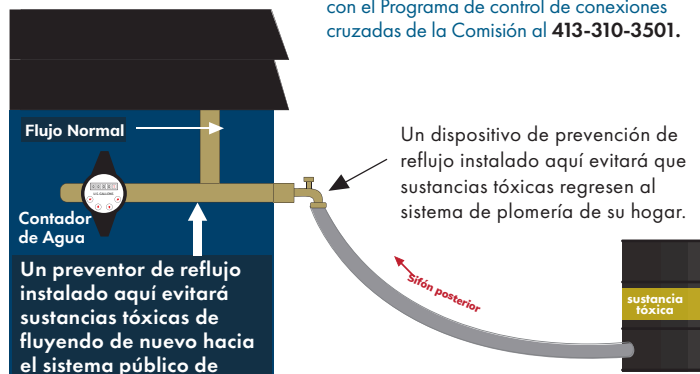 con el Programa de control de conexiones
cruzadas de la Comisión al 413-310-3501.
Flujo Normal
Contador
de Agua
Un preventor de reflujo
instalado aquí evitará
sustancias tóxicas de
fluyendo de nuevo hacia
el sistema público de
Un dispositivo de prevención de
reflujo instalado aquí evitará que
sustancias tóxicas regresen al
sistema de plomería de su hogar.
Sifón posterior
sustancia
tóxica